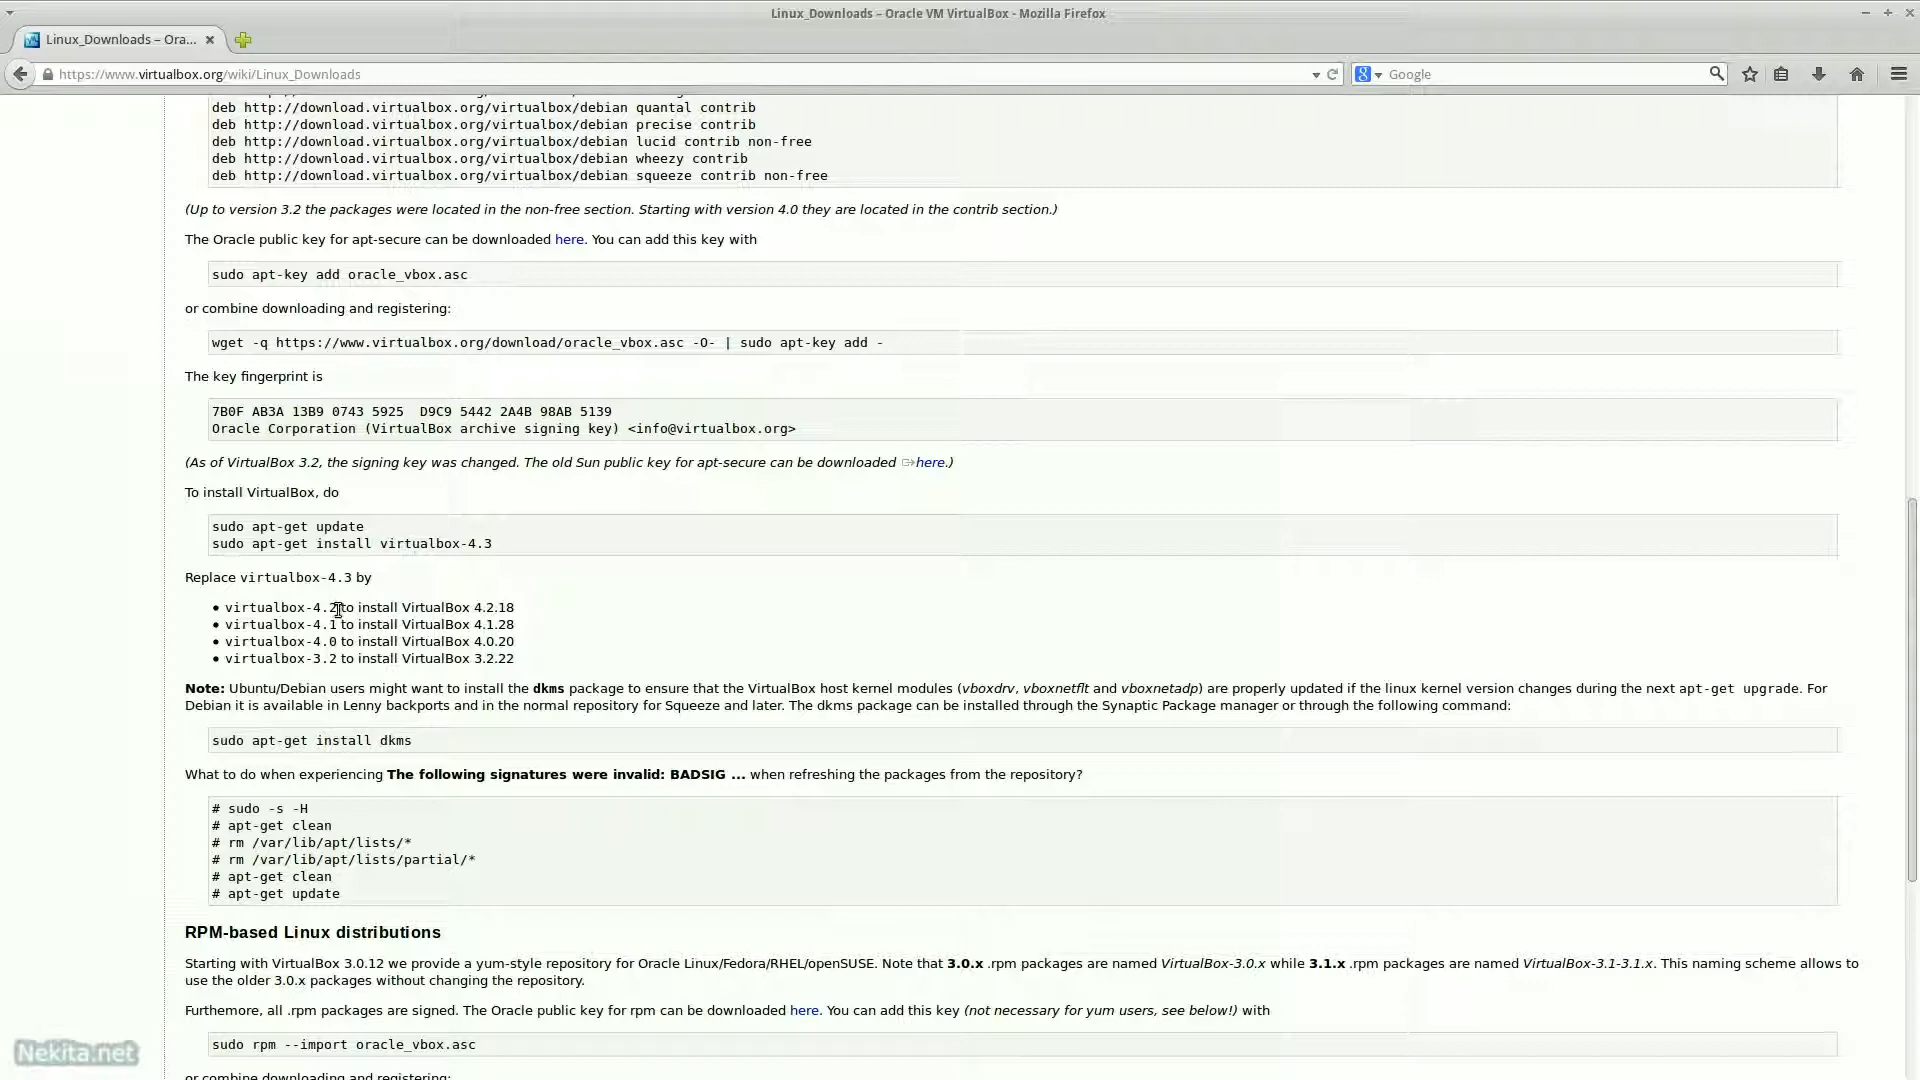 Linux_Downloads – Oracle VM VirtualBox - Mozilla Firefox
Linux_Downloads – Ora...
https://www.virtualbox.org/wiki/Linux_Downloads
Google
deb http://download.virtualbox.org/virtualbox/debian quantal contrib
deb http://download.virtualbox.org/virtualbox/debian precise contrib
deb http://download.virtualbox.org/virtualbox/debian lucid contrib non-free
deb http://download.virtualbox.org/virtualbox/debian wheezy contrib
deb http://download.virtualbox.org/virtualbox/debian squeeze contrib non-free
(Up to version 3.2 the packages were located in the non-free section. Starting with version 4.0 they are located in the contrib section.)
The Oracle public key for apt-secure can be downloaded here. You can add this key with
sudo apt-key add oracle_vbox.asc
or combine downloading and registering:
wget -q https://www.virtualbox.org/download/oracle_vbox.asc -O- | sudo apt-key add -
The key fingerprint is
7B0F AB3A 13B9 0743 5925  D9C9 5442 2A4B 98AB 5139
Oracle Corporation (VirtualBox archive signing key) <info@virtualbox.org>
(As of VirtualBox 3.2, the signing key was changed. The old Sun public key for apt-secure can be downloaded here.)
To install VirtualBox, do
sudo apt-get update
sudo apt-get install virtualbox-4.3
Replace virtualbox-4.3 by
• virtualbox-4.2 to install VirtualBox 4.2.18
• virtualbox-4.1 to install VirtualBox 4.1.28
• virtualbox-4.0 to install VirtualBox 4.0.20
• virtualbox-3.2 to install VirtualBox 3.2.22
Note: Ubuntu/Debian users might want to install the dkms package to ensure that the VirtualBox host kernel modules (vboxdrv, vboxnetflt and vboxnetadp) are properly updated if the linux kernel version changes during the next apt-get upgrade. For
Debian it is available in Lenny backports and in the normal repository for Squeeze and later. The dkms package can be installed through the Synaptic Package manager or through the following command:
sudo apt-get install dkms
What to do when experiencing The following signatures were invalid: BADSIG ... when refreshing the packages from the repository?
# sudo -s -H
# apt-get clean
# rm /var/lib/apt/lists/*
# rm /var/lib/apt/lists/partial/*
# apt-get clean
# apt-get update
RPM-based Linux distributions
Starting with VirtualBox 3.0.12 we provide a yum-style repository for Oracle Linux/Fedora/RHEL/openSUSE. Note that 3.0.x .rpm packages are named VirtualBox-3.0.x while 3.1.x .rpm packages are named VirtualBox-3.1-3.1.x. This naming scheme allows to
use the older 3.0.x packages without changing the repository.
Furthemore, all .rpm packages are signed. The Oracle public key for rpm can be downloaded here. You can add this key (not necessary for yum users, see below!) with
sudo rpm --import oracle_vbox.asc
or combine downloading and registering:
Nekita.net